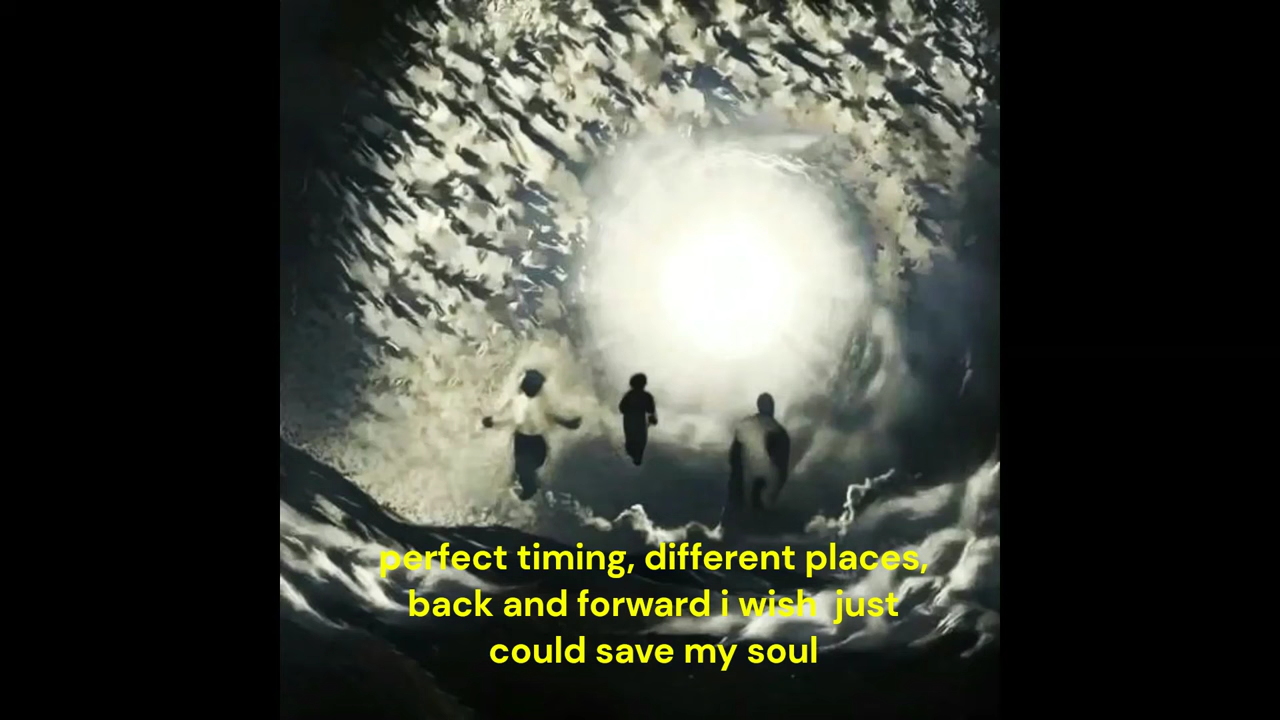 perfect timing, different places,
back and forward i wish  just
could save my soul